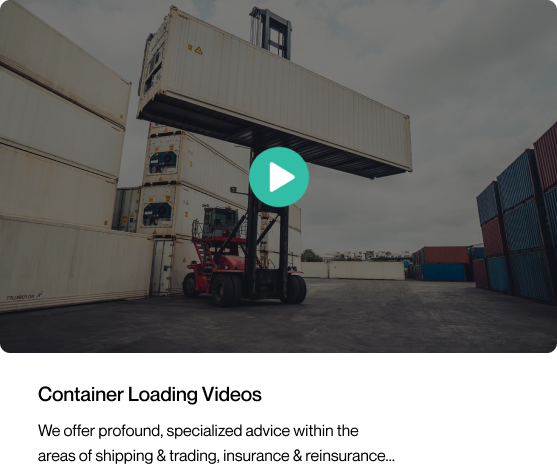 Container Loading Videos
We offer profound, specialized advice within the
areas of shipping & trading, insurance & reinsurance...